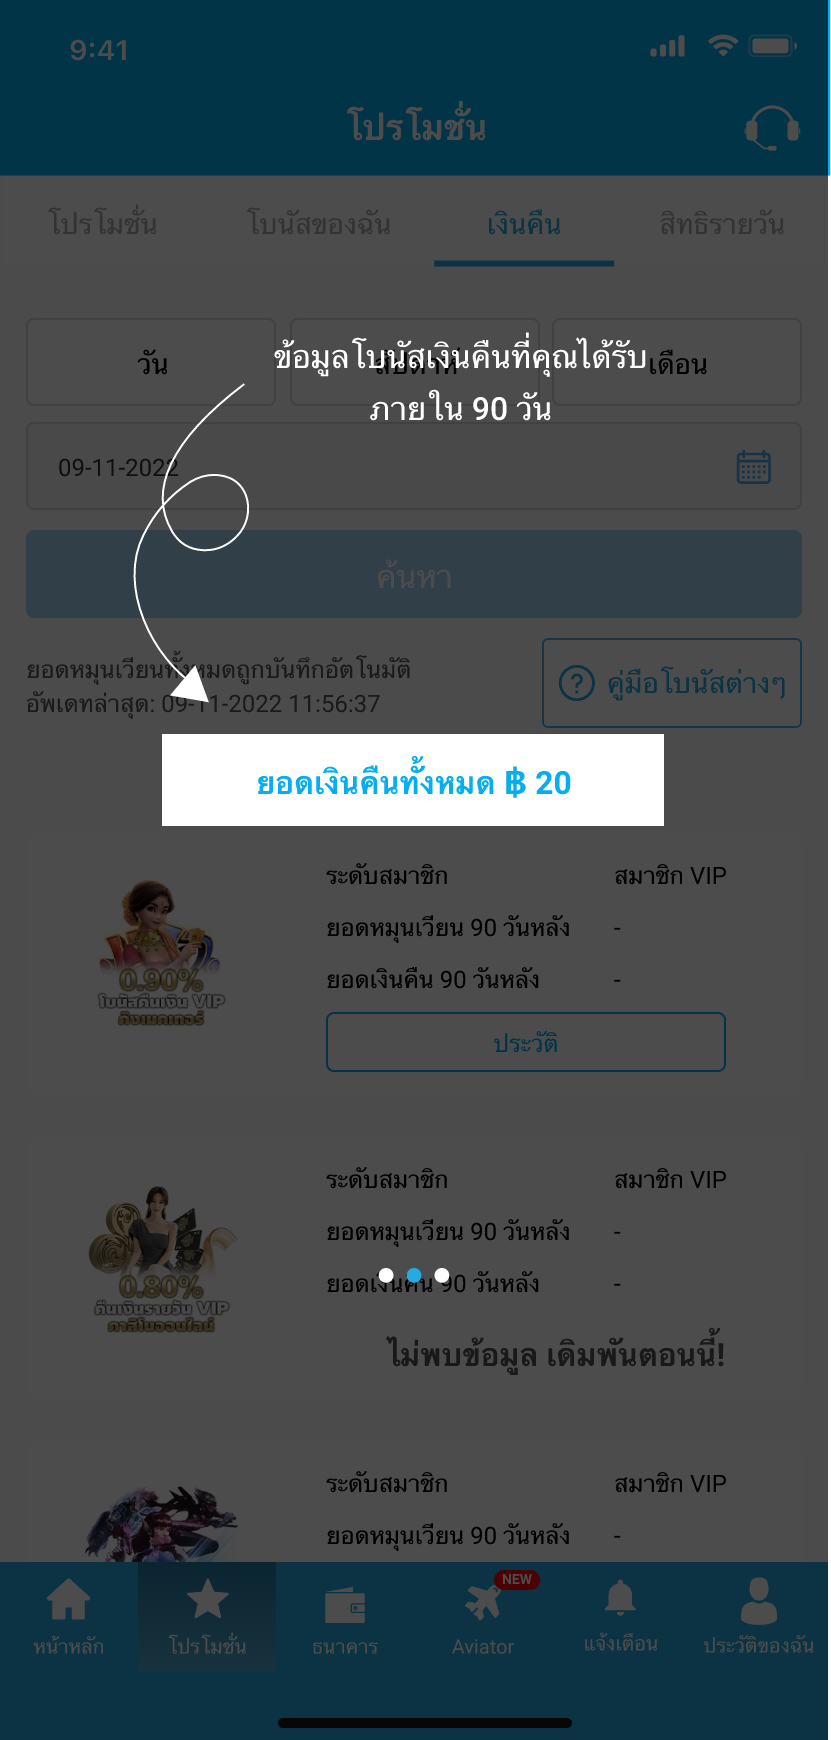 9:41
โปรโมชั่น
โปรโมชั่น โบนัสของฉัน เงินคืน สิทธิรายวัน
ข้อมูลโบนัสเงินคืนที่คุณได้รับ
ภายใน 90 วัน
วัน สัปดาห์ เดือน
09-11-2022
ค้นหา
ยอดหมุนเวียนทั้งหมดถูกบันทึกอัตโนมัติ
อัพเดทล่าสุด: 09-11-2022 11:56:37
? คู่มือโบนัสต่างๆ
ยอดเงินคืนทั้งหมด ฿ 20
0.90%
โบนัสคืนเงิน VIP
คิงเมคเกอร์
ระดับสมาชิก สมาชิก VIP
ยอดหมุนเวียน 90 วันหลัง -
ยอดเงินคืน 90 วันหลัง -
ประวัติ
0.80%
คืนเงินรายวัน VIP
คาสิโนออนไลน์
ระดับสมาชิก สมาชิก VIP
ยอดหมุนเวียน 90 วันหลัง -
ยอดเงินคืน 90 วันหลัง -
ไม่พบข้อมูล เดิมพันตอนนี้!
ระดับสมาชิก สมาชิก VIP
ยอดหมุนเวียน 90 วันหลัง -
NEW
หน้าหลัก โปรโมชั่น ธนาคาร Aviator แจ้งเตือน ประวัติของฉัน